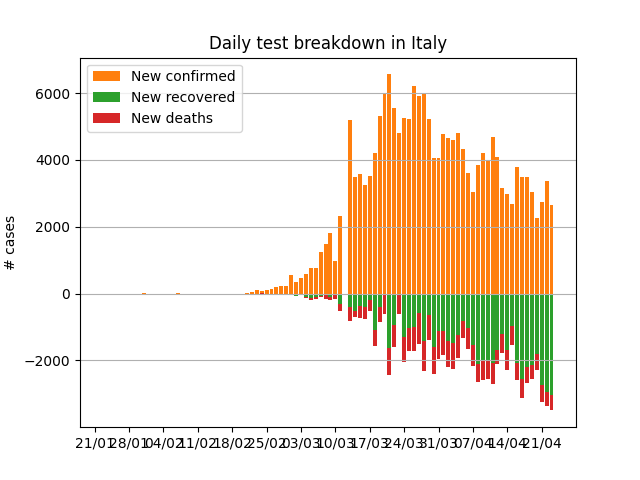 Daily test breakdown in Italy
New confirmed
New recovered
New deaths
# cases
6000
4000
2000
0
−2000
21/01 28/01 04/02 11/02 18/02 25/02 03/03 10/03 17/03 24/03 31/03 07/04 14/04 21/04